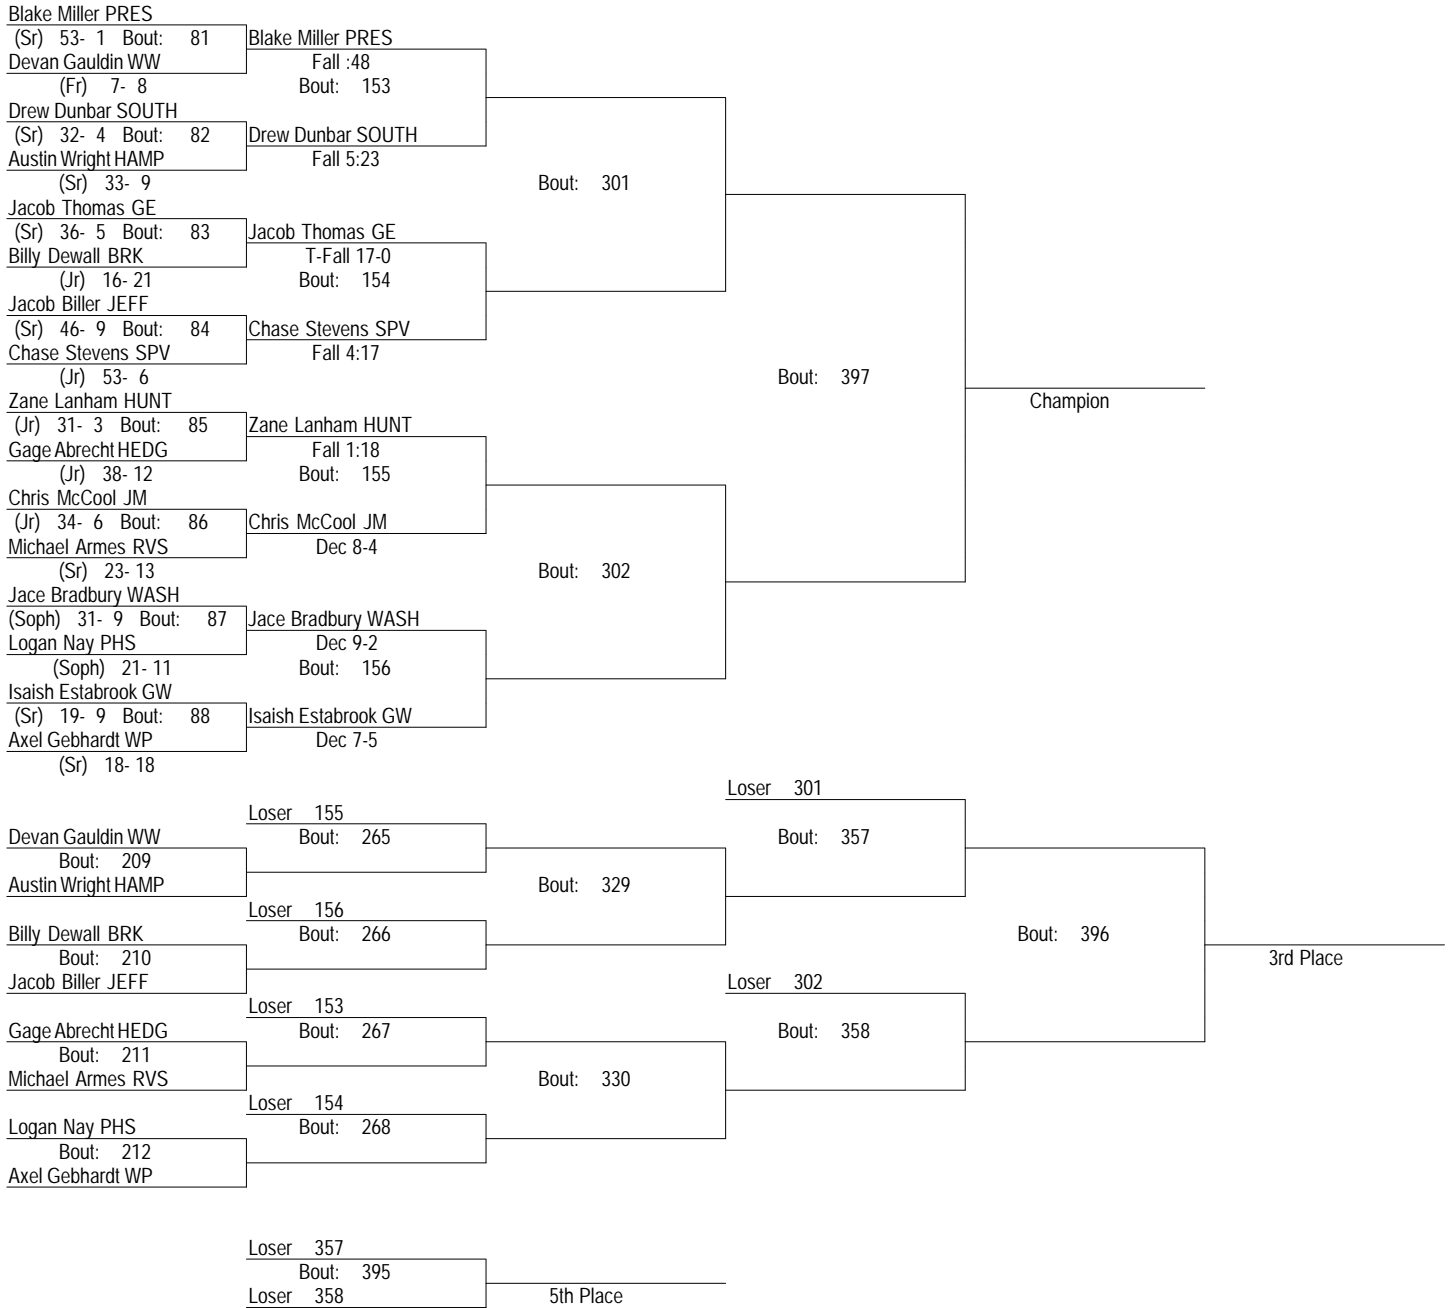 Blake Miller PRES
(Sr) 53- 1 Bout: 81 Blake Miller PRES
Devan Gauldin WW Fall :48
(Fr) 7- 8 Bout: 153
Drew Dunbar SOUTH
(Sr) 32- 4 Bout: 82 Drew Dunbar SOUTH
Austin Wright HAMP Fall 5:23
(Sr) 33- 9 Bout: 301
Jacob Thomas GE
(Sr) 36- 5 Bout: 83 Jacob Thomas GE
Billy Dewall BRK T-Fall 17-0
(Jr) 16- 21 Bout: 154
Jacob Biller JEFF
(Sr) 46- 9 Bout: 84 Chase Stevens SPV
Chase Stevens SPV Fall 4:17
(Jr) 53- 6 Bout: 397
Zane Lanham HUNT Champion
(Jr) 31- 3 Bout: 85 Zane Lanham HUNT
Gage Abrecht HEDG Fall 1:18
(Jr) 38- 12 Bout: 155
Chris McCool JM
(Jr) 34- 6 Bout: 86 Chris McCool JM
Michael Armes RVS Dec 8-4
(Sr) 23- 13 Bout: 302
Jace Bradbury WASH
(Soph) 31- 9 Bout: 87 Jace Bradbury WASH
Logan Nay PHS Dec 9-2
(Soph) 21- 11 Bout: 156
Isaish Estabrook GW
(Sr) 19- 9 Bout: 88 Isaish Estabrook GW
Axel Gebhardt WP Dec 7-5
(Sr) 18- 18
Loser 301
Loser 155
Devan Gauldin WW Bout: 265 Bout: 357
Bout: 209
Austin Wright HAMP Bout: 329
Loser 156
Billy Dewall BRK Bout: 266 Bout: 396
Bout: 210 3rd Place
Jacob Biller JEFF Loser 302
Loser 153
Gage Abrecht HEDG Bout: 267 Bout: 358
Bout: 211
Michael Armes RVS Bout: 330
Loser 154
Logan Nay PHS Bout: 268
Bout: 212
Axel Gebhardt WP
Loser 357
Bout: 395
Loser 358 5th Place